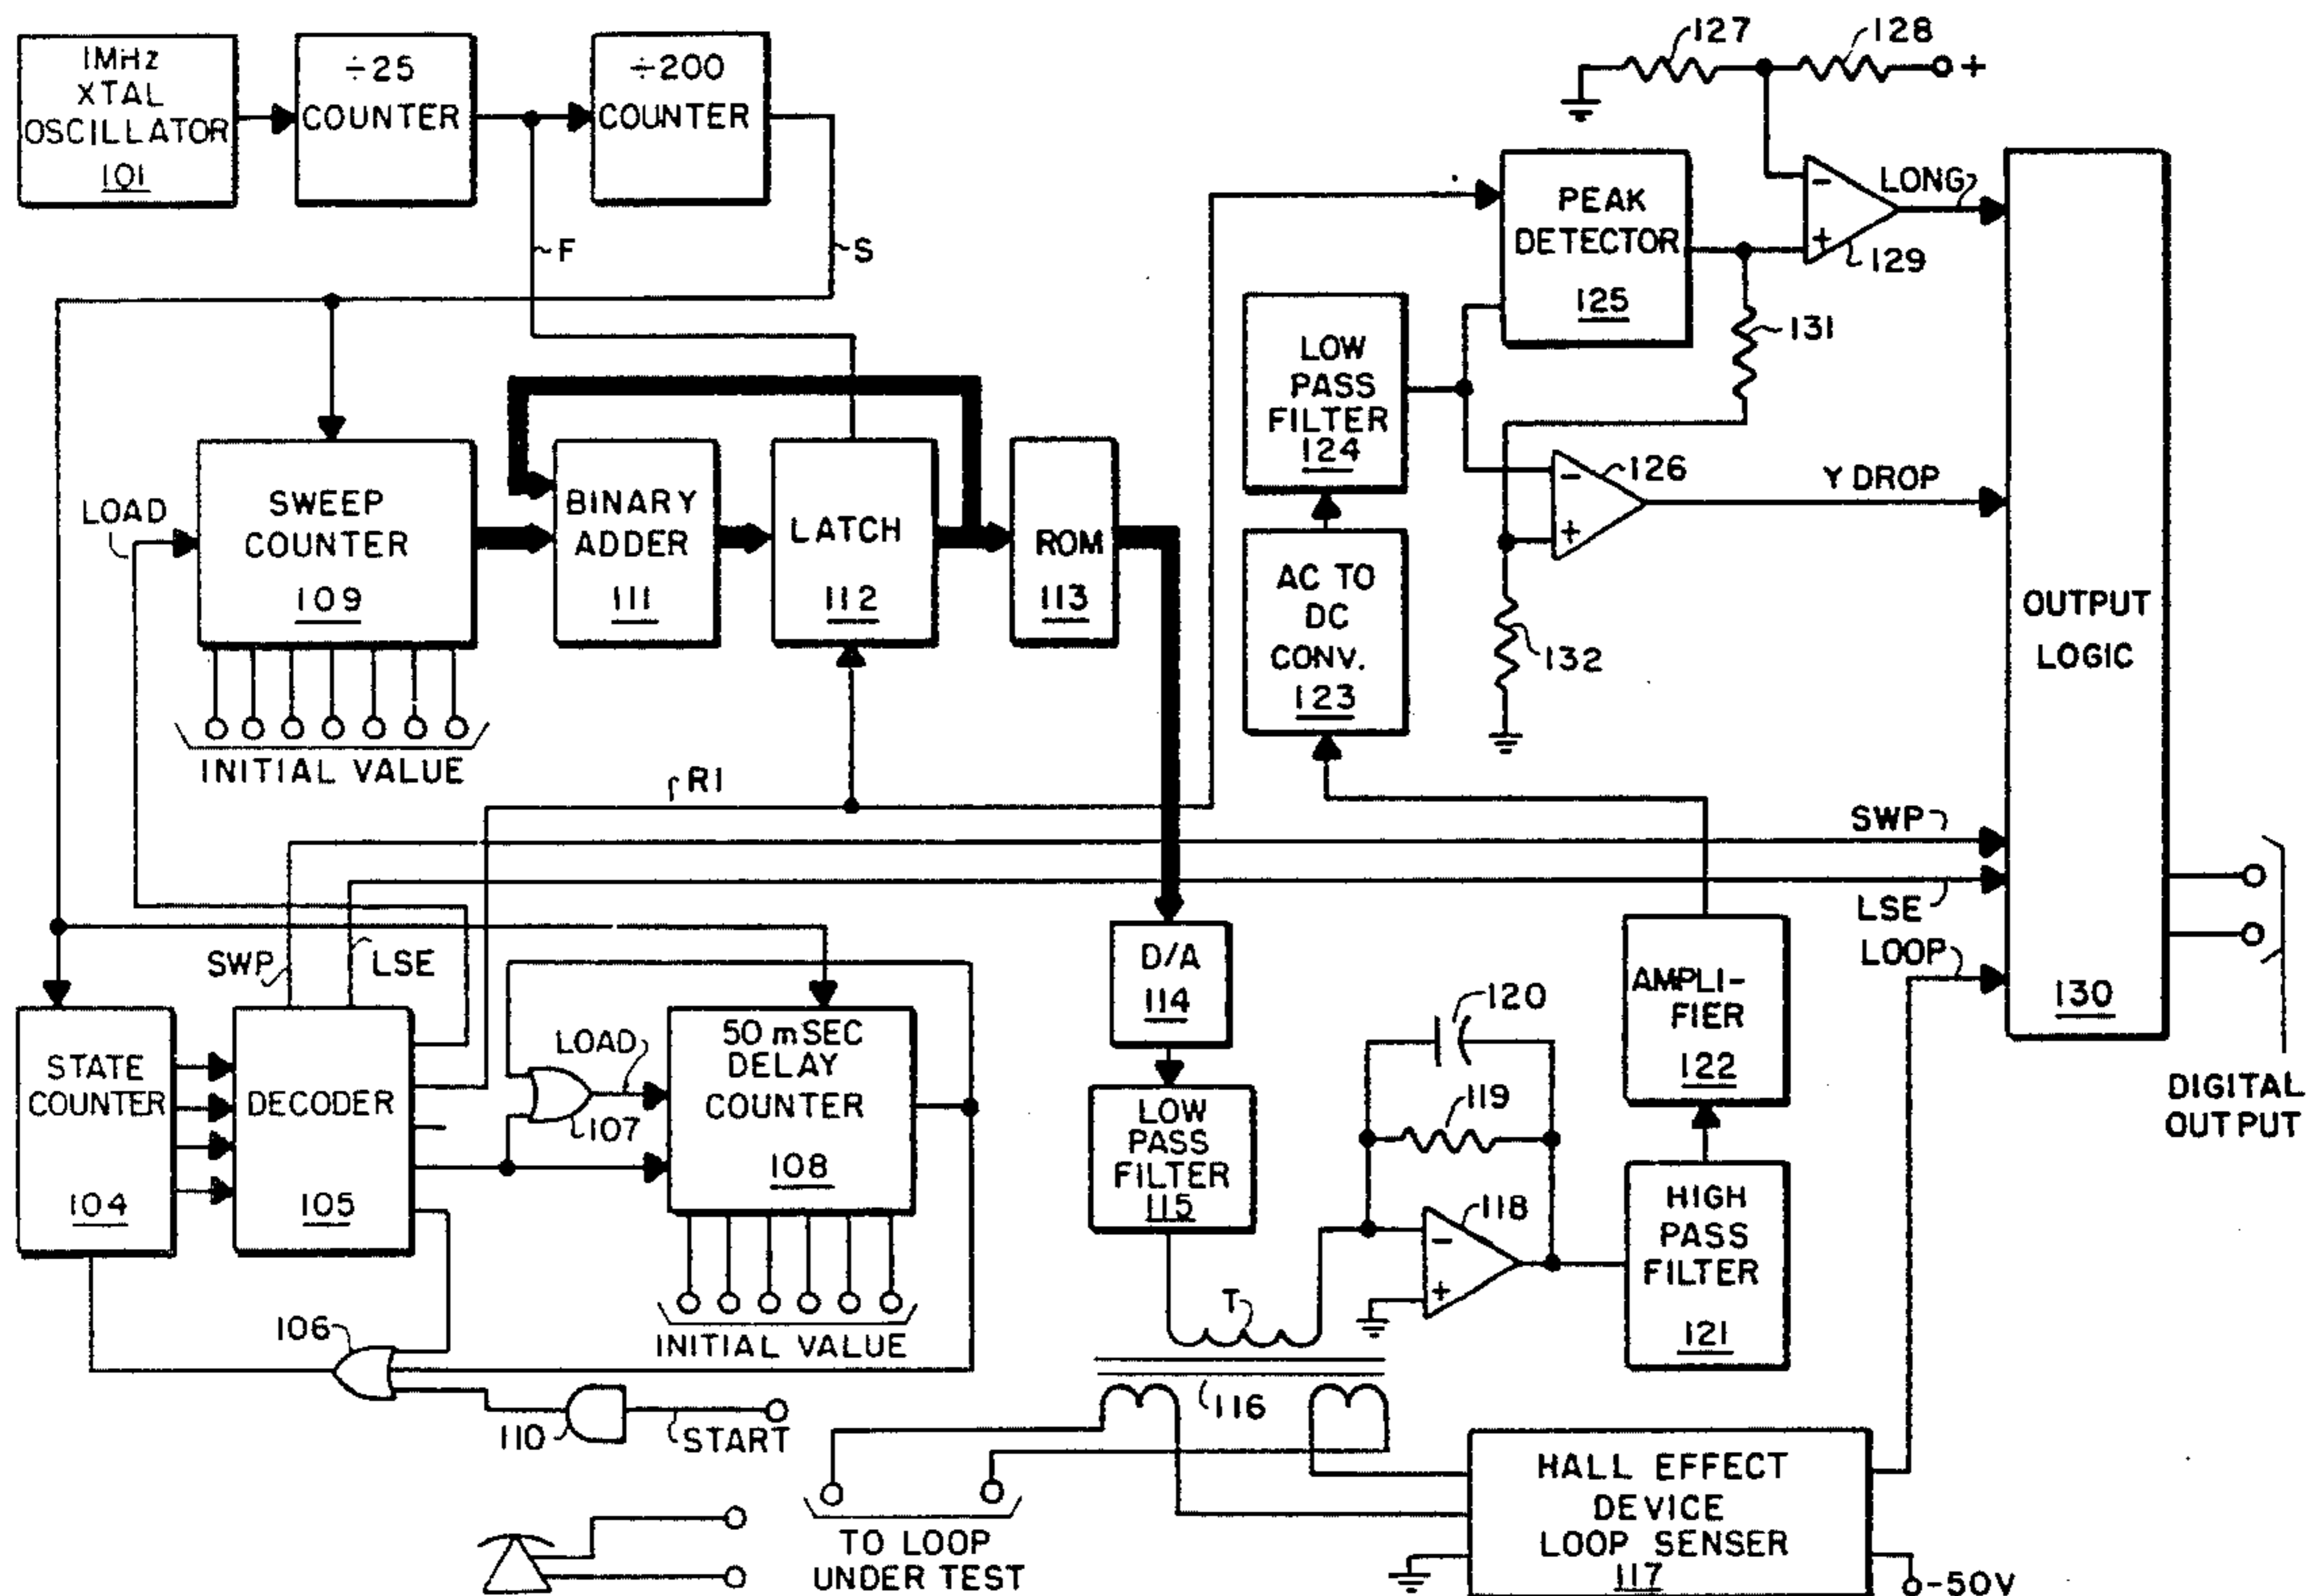 1MHz
XTAL
OSCILLATOR
101
÷25
COUNTER
÷200
COUNTER
F
S
127
128
+
PEAK
DETECTOR
125
-
+
LONG
129
131
LOW
PASS
FILTER
124
-
+
126
Y DROP
AC TO
DC
CONV.
123
132
OUTPUT
LOGIC
130
LOAD
SWEEP
COUNTER
109
INITIAL VALUE
BINARY
ADDER
111
LATCH
112
ROM
113
R1
SWP
LSE
LOOP
SWP
LSE
STATE
COUNTER
104
DECODER
105
LOAD
107
50 mSEC
DELAY
COUNTER
108
INITIAL VALUE
D/A
114
LOW
PASS
FILTER
115
120
119
118
-
+
T
116
AMPLI-
FIER
122
HIGH
PASS
FILTER
121
DIGITAL
OUTPUT
106
110
START
TO LOOP
UNDER TEST
HALL EFFECT
DEVICE
LOOP SENSER
117
-50V